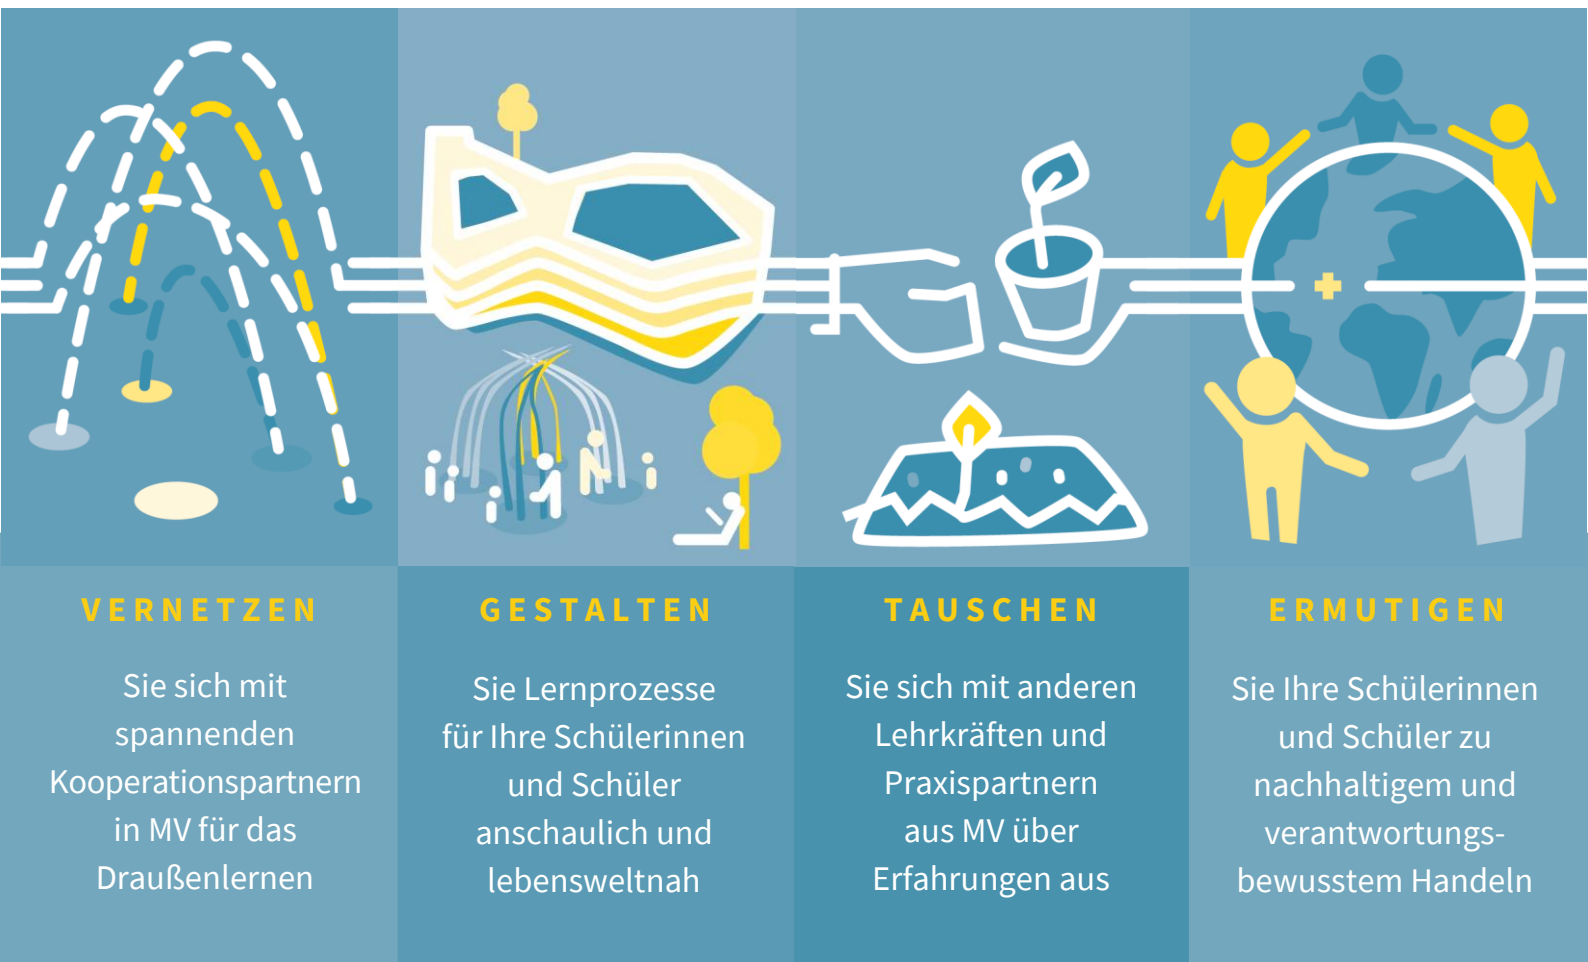 VERNETZEN
Sie sich mit
spannenden
Kooperationspartnern
in MV für das
Draußenlernen
GESTALTEN
Sie Lernprozesse
für Ihre Schülerinnen
und Schüler
anschaulich und
lebensweltnah
TAUSCHEN
Sie sich mit anderen
Lehrkräften und
Praxispartnern
aus MV über
Erfahrungen aus
ERMUTIGEN
Sie Ihre Schülerinnen
und Schüler zu
nachhaltigem und
verantwortungs-
bewusstem Handeln